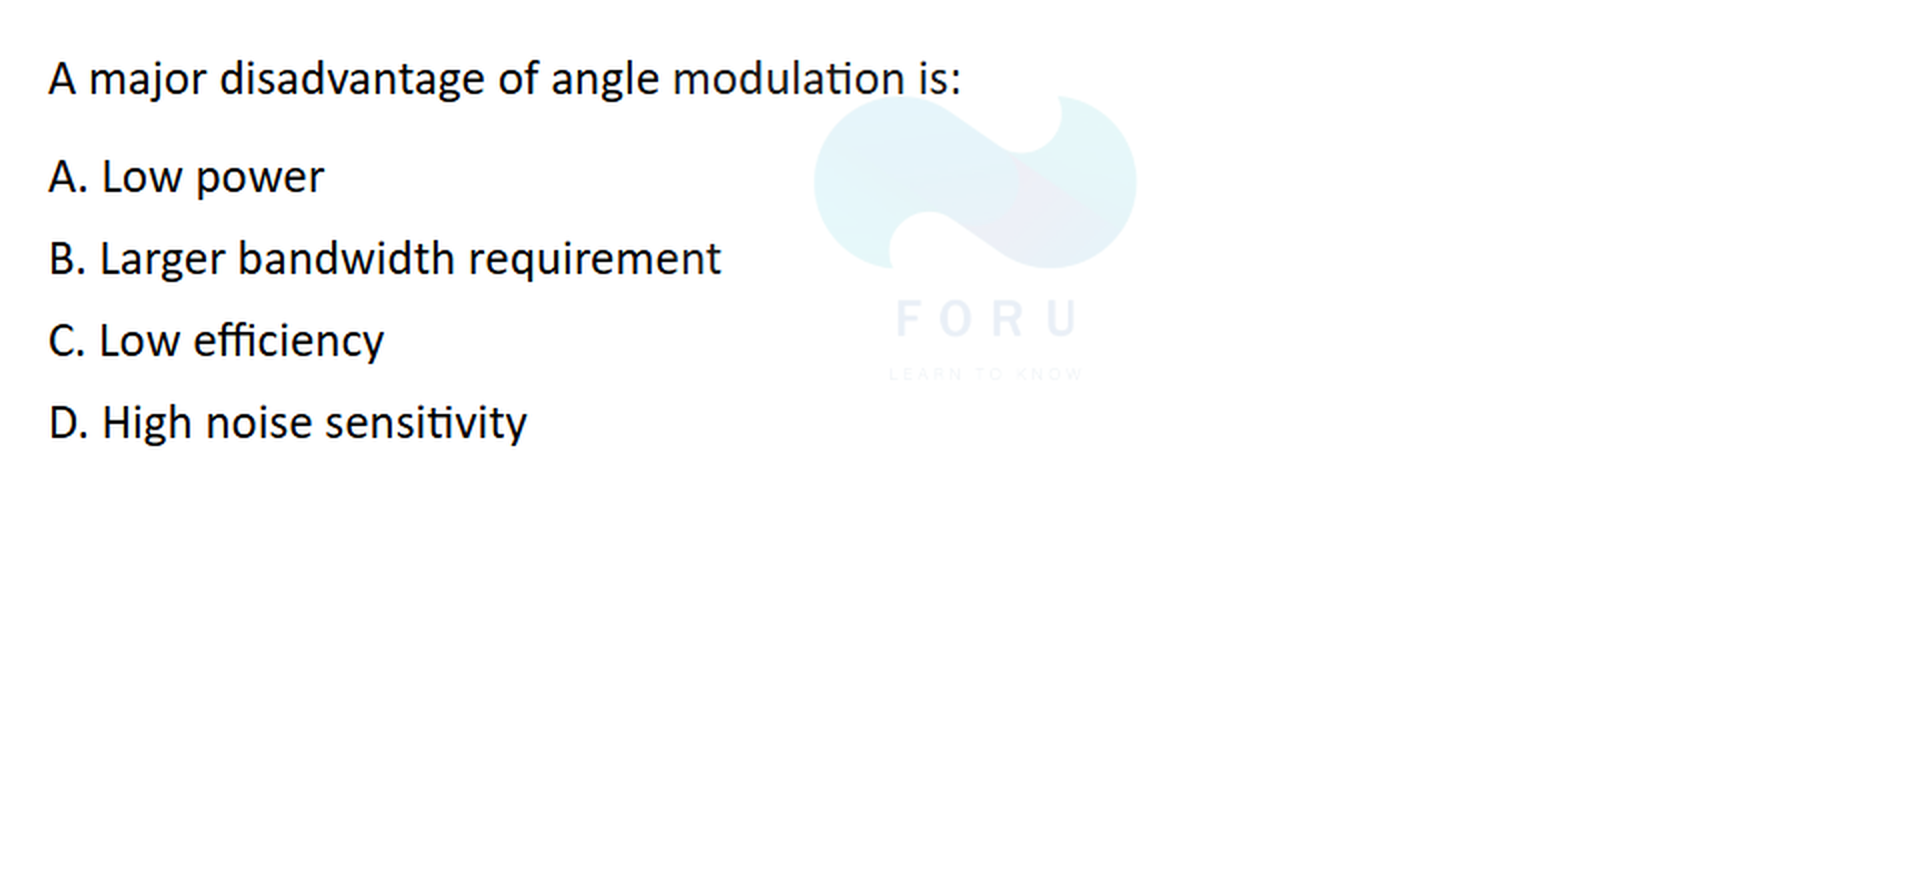 A major disadvantage of angle modulation is:
A. Low power
B. Larger bandwidth requirement
C. Low efficiency
D. High noise sensitivity
FORU
LEARN TO KNOW